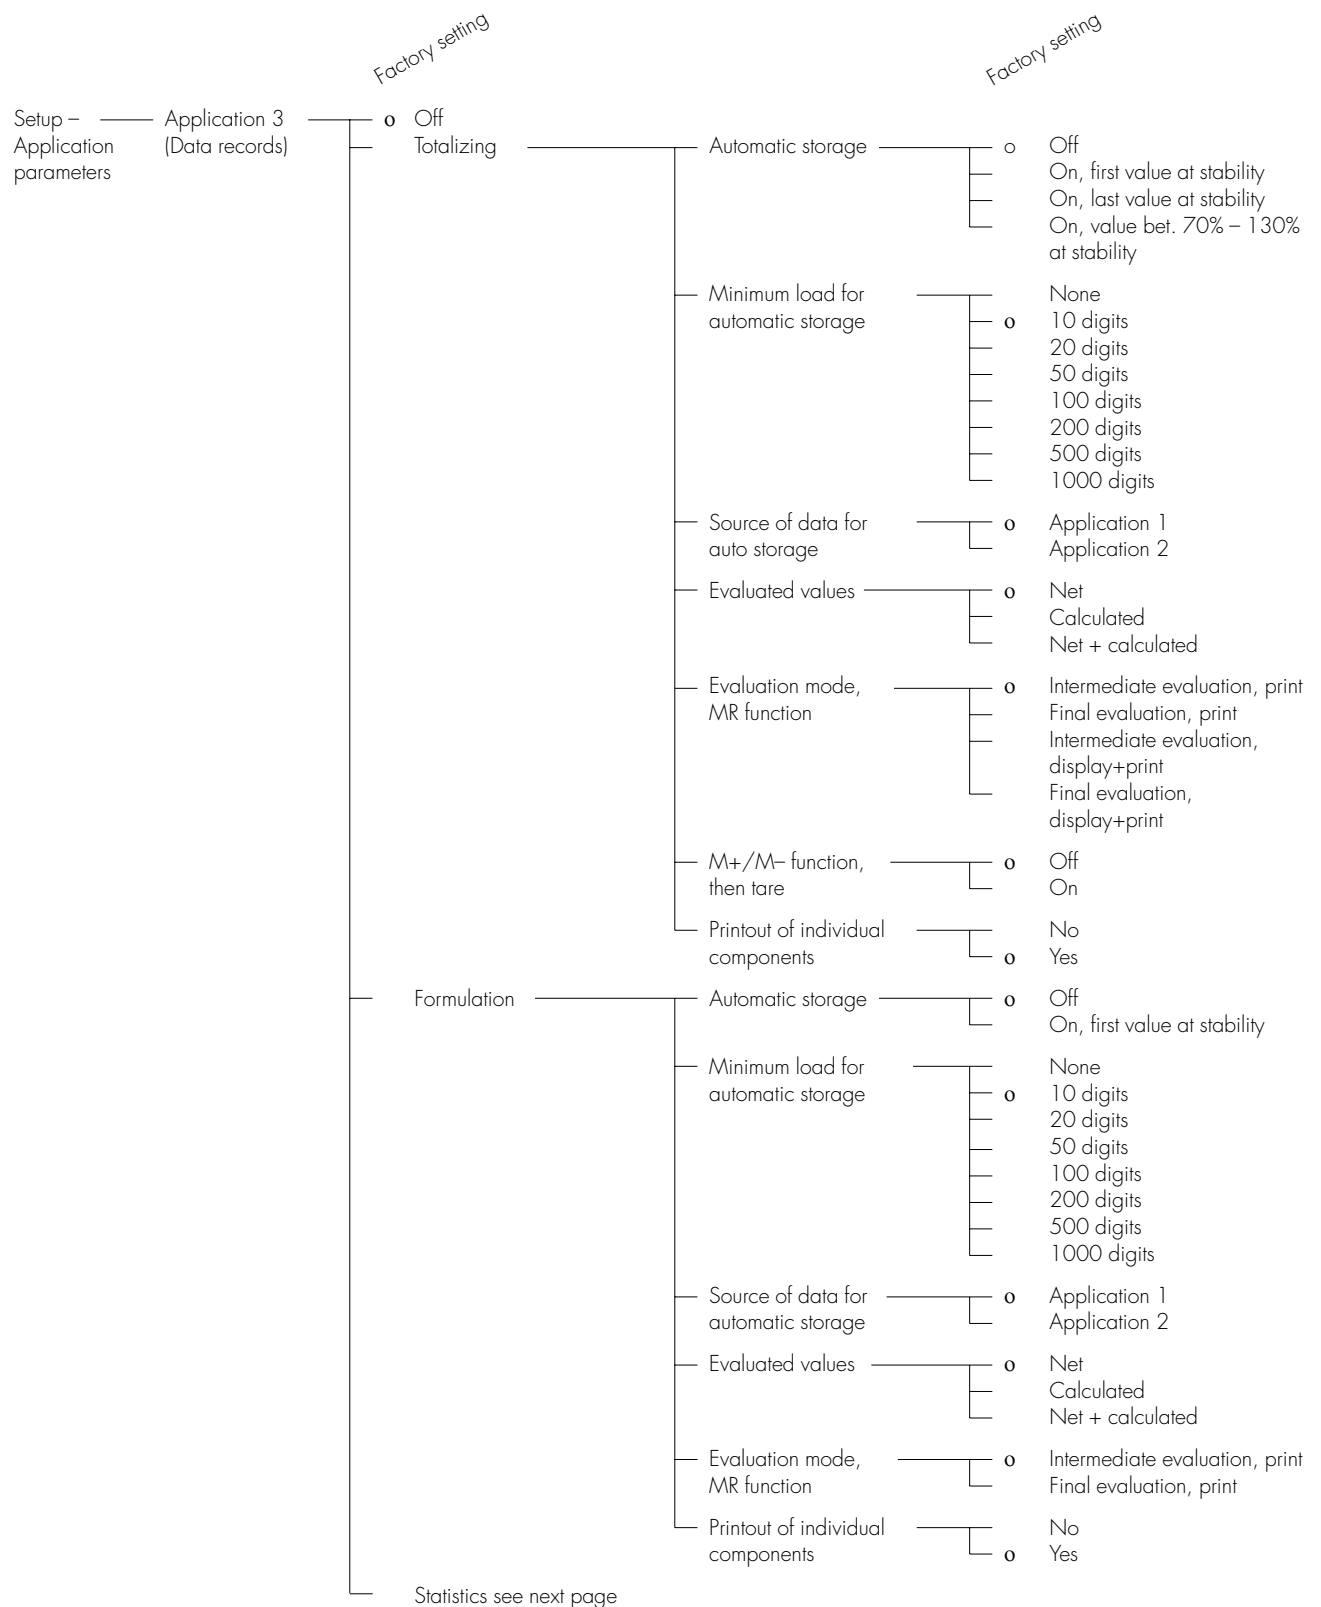 Factory setting
Factory setting
Setup –
Application
parameters
Application 3
(Data records)
o Off
Totalizing
Automatic storage
o Off
On, first value at stability
On, last value at stability
On, value bet. 70% – 130%
at stability
Minimum load for
automatic storage
None
o 10 digits
20 digits
50 digits
100 digits
200 digits
500 digits
1000 digits
Source of data for
auto storage
o Application 1
Application 2
Evaluated values
o Net
Calculated
Net + calculated
Evaluation mode,
MR function
o Intermediate evaluation, print
Final evaluation, print
Intermediate evaluation,
display+print
Final evaluation,
display+print
M+/M– function,
then tare
o Off
On
Printout of individual
components
No
o Yes
Formulation
Automatic storage
o Off
On, first value at stability
Minimum load for
automatic storage
None
o 10 digits
20 digits
50 digits
100 digits
200 digits
500 digits
1000 digits
Source of data for
automatic storage
o Application 1
Application 2
Evaluated values
o Net
Calculated
Net + calculated
Evaluation mode,
MR function
o Intermediate evaluation, print
Final evaluation, print
Printout of individual
components
No
o Yes
Statistics see next page